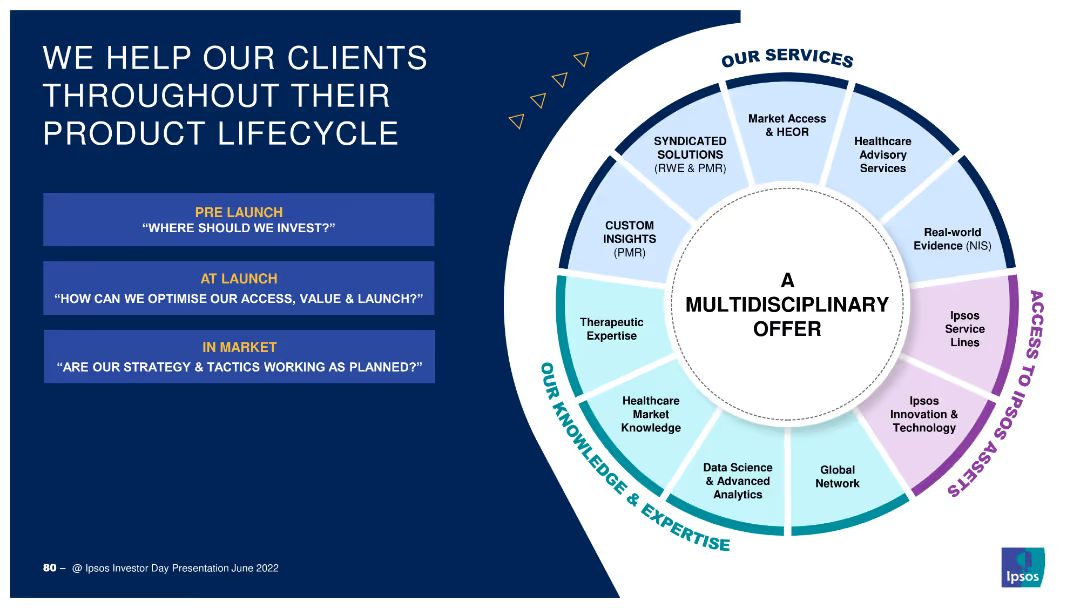 WE HELP OUR CLIENTS
THROUGHOUT THEIR
PRODUCT LIFECYCLE
PRE LAUNCH
“WHERE SHOULD WE INVEST?”
AT LAUNCH
“HOW CAN WE OPTIMISE OUR ACCESS, VALUE & LAUNCH?”
IN MARKET
“ARE OUR STRATEGY & TACTICS WORKING AS PLANNED?”
OUR SERVICES
CUSTOM
INSIGHTS
(PMR)
SYNDICATED
SOLUTIONS
(RWE & PMR)
Market Access
& HEOR
Healthcare
Advisory
Services
Real-world
Evidence (NIS)
A
MULTIDISCIPLINARY
OFFER
ACCESS TO IPSOS ASSETS
Ipsos
Service
Lines
Ipsos
Innovation &
Technology
OUR KNOWLEDGE & EXPERTISE
Therapeutic
Expertise
Healthcare
Market
Knowledge
Data Science
& Advanced
Analytics
Global
Network
80 – @ Ipsos Investor Day Presentation June 2022
Ipsos